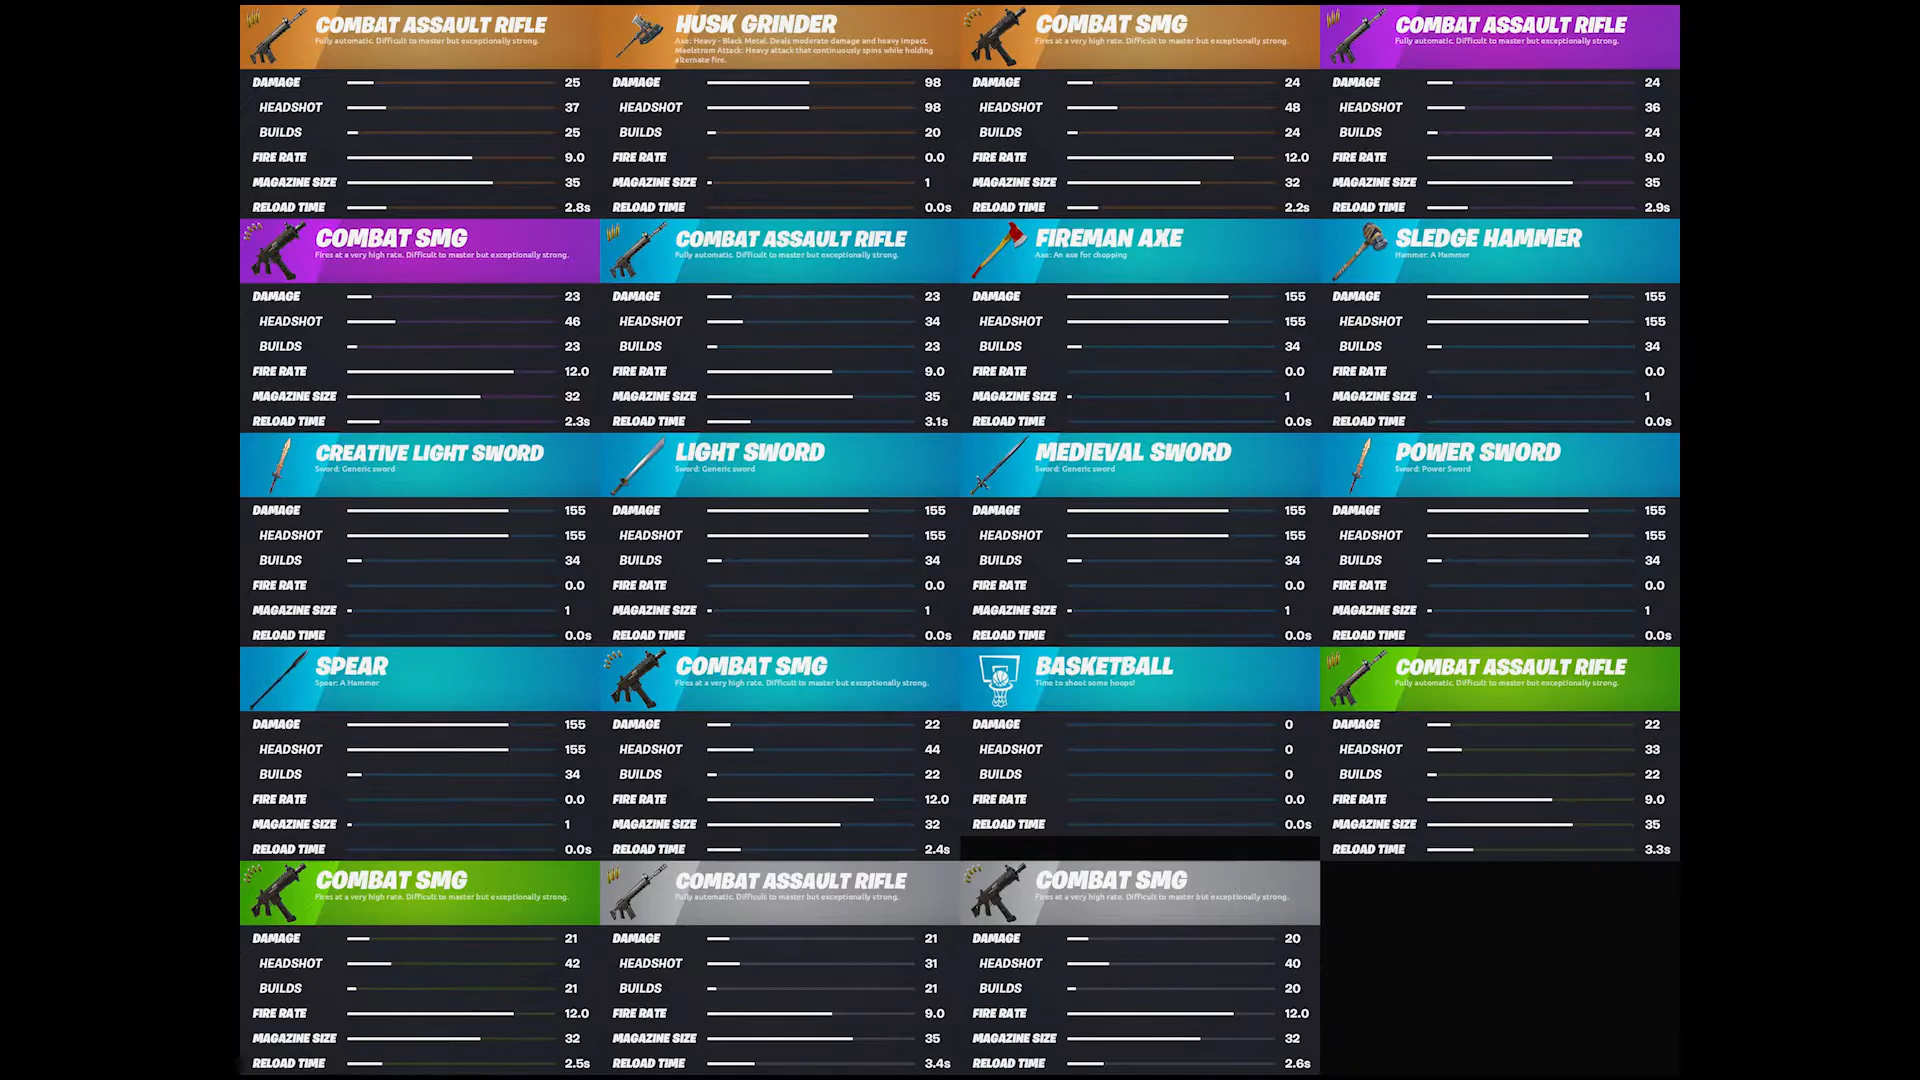 COMBAT ASSAULT RIFLE
Fully automatic. Difficult to master but exceptionally strong.
DAMAGE 25
HEADSHOT 37
BUILDS 25
FIRE RATE 9.0
MAGAZINE SIZE 35
RELOAD TIME 2.8s
HUSK GRINDER
Axe: Heavy - Black Metal. Deals moderate damage and heavy impact.
Maelstrom Attack: Heavy attack that continuously spins while holding
alternate fire.
DAMAGE 98
HEADSHOT 98
BUILDS 20
FIRE RATE 0.0
MAGAZINE SIZE 1
RELOAD TIME 0.0s
COMBAT SMG
Fires at a very high rate. Difficult to master but exceptionally strong.
DAMAGE 24
HEADSHOT 48
BUILDS 24
FIRE RATE 12.0
MAGAZINE SIZE 32
RELOAD TIME 2.2s
COMBAT ASSAULT RIFLE
Fully automatic. Difficult to master but exceptionally strong.
DAMAGE 24
HEADSHOT 36
BUILDS 24
FIRE RATE 9.0
MAGAZINE SIZE 35
RELOAD TIME 2.9s
COMBAT SMG
Fires at a very high rate. Difficult to master but exceptionally strong.
DAMAGE 23
HEADSHOT 46
BUILDS 23
FIRE RATE 12.0
MAGAZINE SIZE 32
RELOAD TIME 2.3s
COMBAT ASSAULT RIFLE
Fully automatic. Difficult to master but exceptionally strong.
DAMAGE 23
HEADSHOT 34
BUILDS 23
FIRE RATE 9.0
MAGAZINE SIZE 35
RELOAD TIME 3.1s
FIREMAN AXE
Axe: An axe for chopping
DAMAGE 155
HEADSHOT 155
BUILDS 34
FIRE RATE 0.0
MAGAZINE SIZE 1
RELOAD TIME 0.0s
SLEDGE HAMMER
Hammer: A Hammer
DAMAGE 155
HEADSHOT 155
BUILDS 34
FIRE RATE 0.0
MAGAZINE SIZE 1
RELOAD TIME 0.0s
CREATIVE LIGHT SWORD
Sword: Generic sword
DAMAGE 155
HEADSHOT 155
BUILDS 34
FIRE RATE 0.0
MAGAZINE SIZE 1
RELOAD TIME 0.0s
LIGHT SWORD
Sword: Generic sword
DAMAGE 155
HEADSHOT 155
BUILDS 34
FIRE RATE 0.0
MAGAZINE SIZE 1
RELOAD TIME 0.0s
MEDIEVAL SWORD
Sword: Generic sword
DAMAGE 155
HEADSHOT 155
BUILDS 34
FIRE RATE 0.0
MAGAZINE SIZE 1
RELOAD TIME 0.0s
POWER SWORD
Sword: Power Sword
DAMAGE 155
HEADSHOT 155
BUILDS 34
FIRE RATE 0.0
MAGAZINE SIZE 1
RELOAD TIME 0.0s
SPEAR
Spear: A Hammer
DAMAGE 155
HEADSHOT 155
BUILDS 34
FIRE RATE 0.0
MAGAZINE SIZE 1
RELOAD TIME 0.0s
COMBAT SMG
Fires at a very high rate. Difficult to master but exceptionally strong.
DAMAGE 22
HEADSHOT 44
BUILDS 22
FIRE RATE 12.0
MAGAZINE SIZE 32
RELOAD TIME 2.4s
BASKETBALL
Time to shoot some hoops!
DAMAGE 0
HEADSHOT 0
BUILDS 0
FIRE RATE 0.0
RELOAD TIME 0.0s
COMBAT ASSAULT RIFLE
Fully automatic. Difficult to master but exceptionally strong.
DAMAGE 22
HEADSHOT 33
BUILDS 22
FIRE RATE 9.0
MAGAZINE SIZE 35
RELOAD TIME 3.3s
COMBAT SMG
Fires at a very high rate. Difficult to master but exceptionally strong.
DAMAGE 21
HEADSHOT 42
BUILDS 21
FIRE RATE 12.0
MAGAZINE SIZE 32
RELOAD TIME 2.5s
COMBAT ASSAULT RIFLE
Fully automatic. Difficult to master but exceptionally strong.
DAMAGE 21
HEADSHOT 31
BUILDS 21
FIRE RATE 9.0
MAGAZINE SIZE 35
RELOAD TIME 3.4s
COMBAT SMG
Fires at a very high rate. Difficult to master but exceptionally strong.
DAMAGE 20
HEADSHOT 40
BUILDS 20
FIRE RATE 12.0
MAGAZINE SIZE 32
RELOAD TIME 2.6s